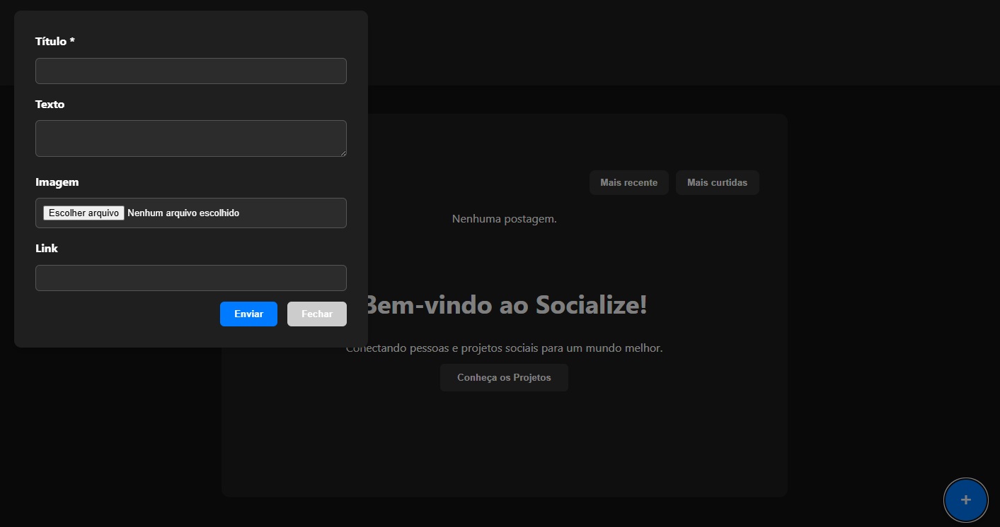 Título *
Texto
Imagem
Escolher arquivo Nenhum arquivo escolhido
Link
Enviar Fechar
Mais recente Mais curtidas
Nenhuma postagem.
Bem-vindo ao Socialize!
Conectando pessoas e projetos sociais para um mundo melhor.
Conheça os Projetos
+